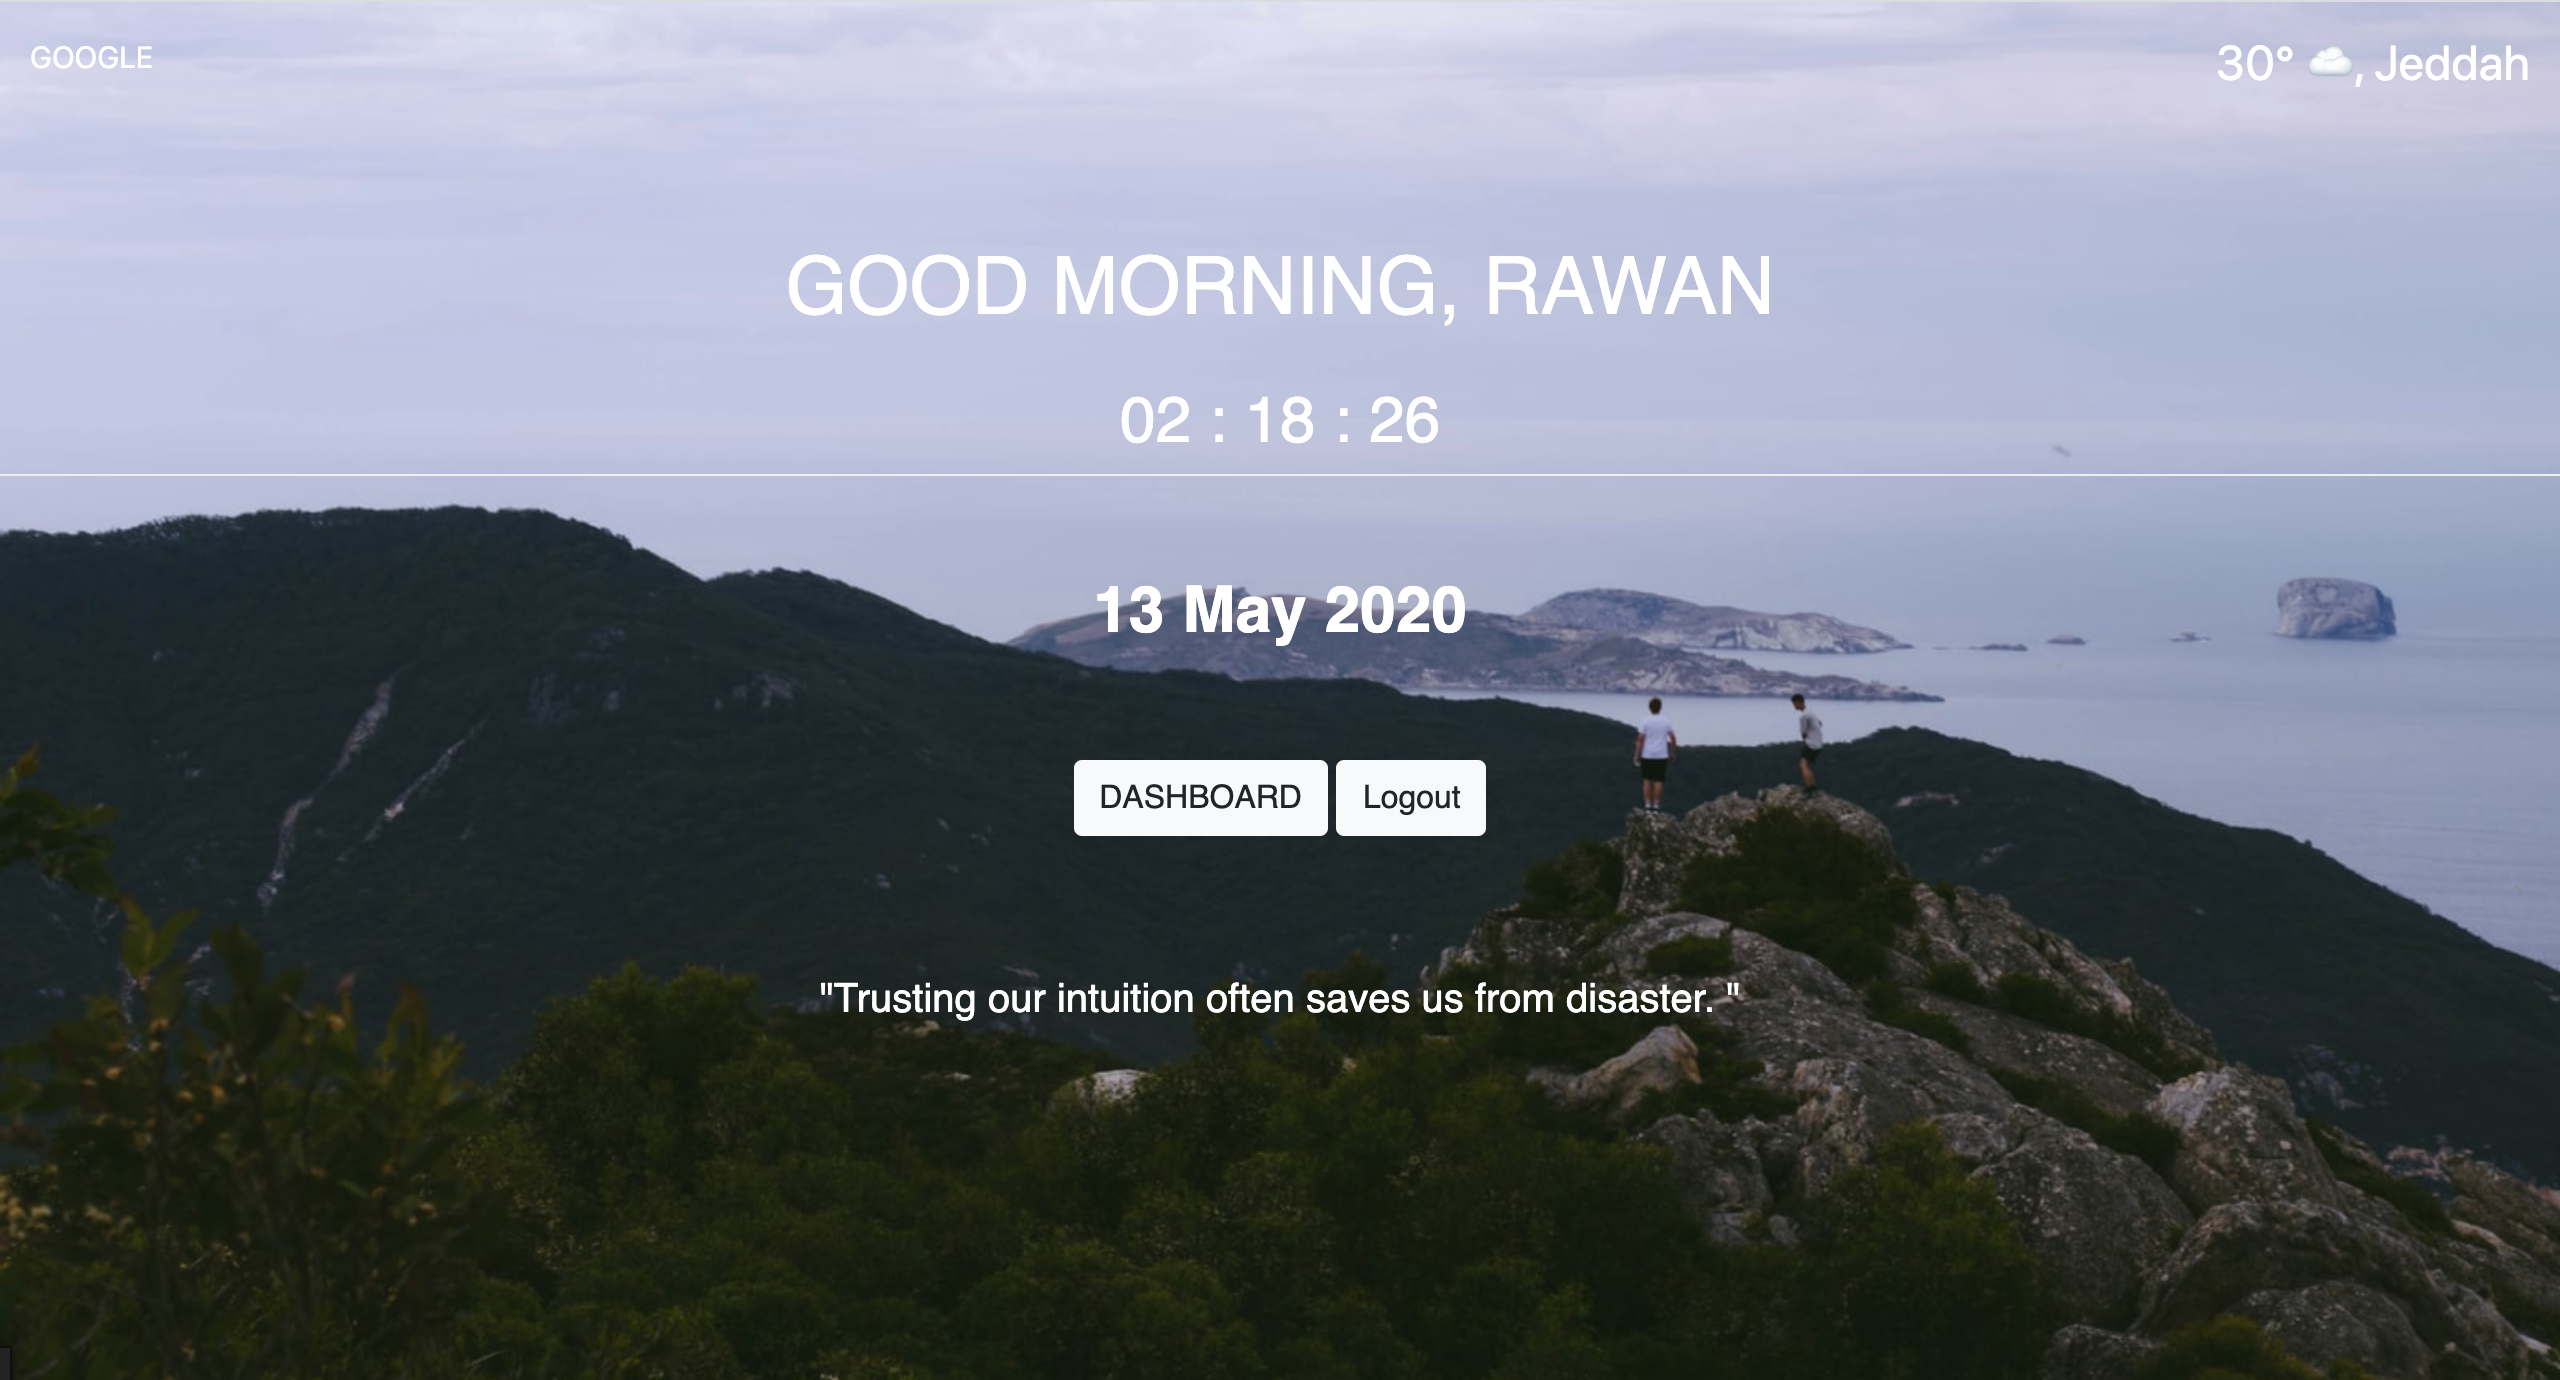 GOOGLE
30° ☁️, Jeddah
GOOD MORNING, RAWAN
02 : 18 : 26
13 May 2020
DASHBOARD
Logout
"Trusting our intuition often saves us from disaster. "